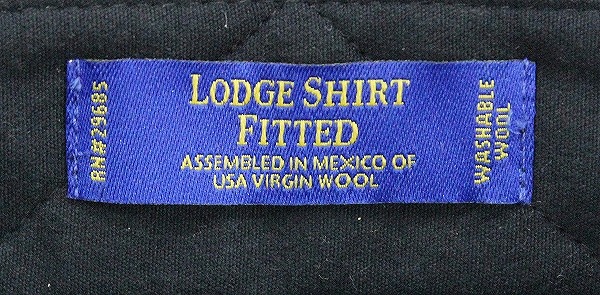 RN#29685
LODGE SHIRT
FITTED
ASSEMBLED IN MEXICO OF
USA VIRGIN WOOL
WASHABLE
WOOL